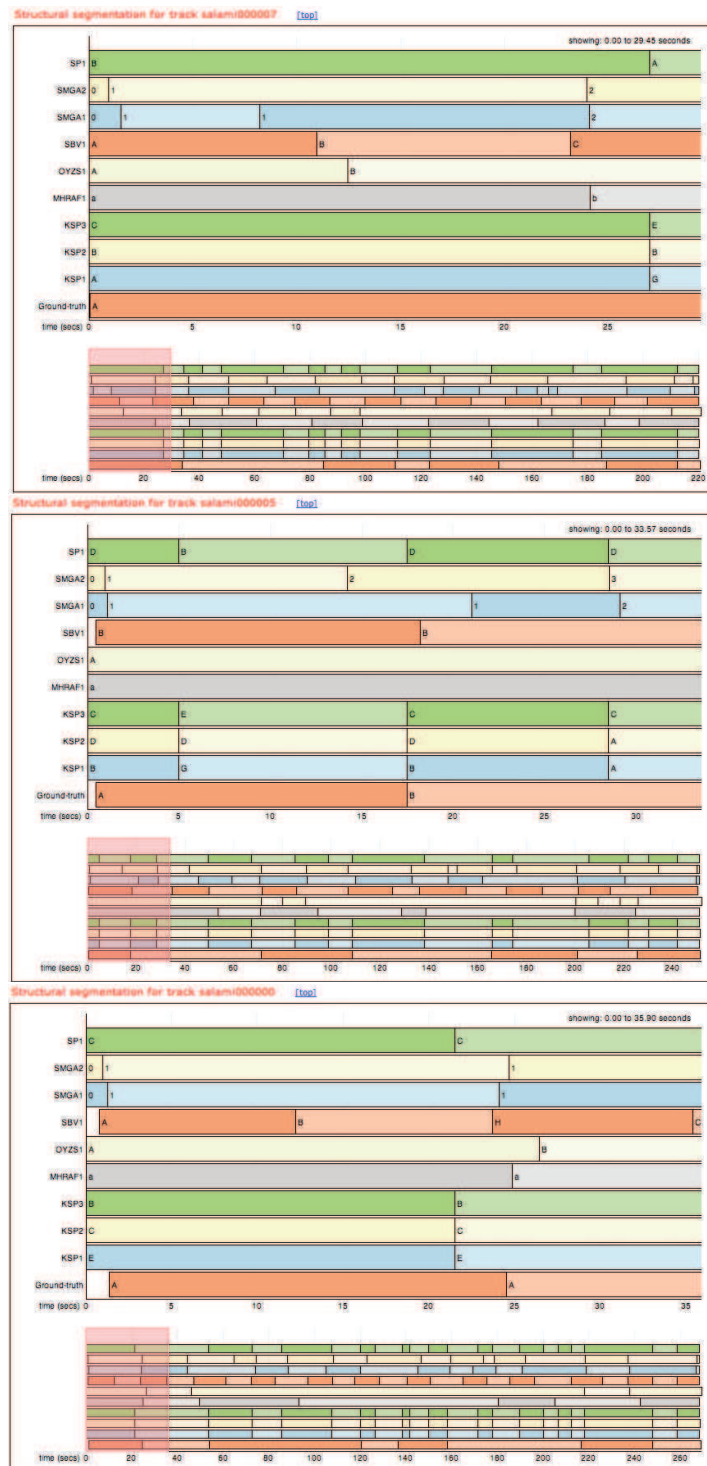 Structural segmentation for track salami000007 [top]
showing: 0.00 to 29.45 seconds
SP1 B A
SMGA2 0 1 2
SMGA1 0 1 1 2
SBV1 A B C
OYZS1 A B
MHRAF1 a b
KSP3 C E
KSP2 B B
KSP1 A G
Ground-truth A
time (secs) 0 5 10 15 20 25
time (secs) 0 20 40 60 80 100 120 140 160 180 200 220
Structural segmentation for track salami000005 [top]
showing: 0.00 to 33.57 seconds
SP1 D B D D
SMGA2 0 1 2 3
SMGA1 0 1 1 2
SBV1 B B
OYZS1 A
MHRAF1 a
KSP3 C E C C
KSP2 D D D A
KSP1 B G B A
Ground-truth A B
time (secs) 0 5 10 15 20 25 30
time (secs) 0 20 40 60 80 100 120 140 160 180 200 220 240
Structural segmentation for track salami000000 [top]
showing: 0.00 to 35.90 seconds
SP1 C C
SMGA2 0 1 1
SMGA1 0 1 1
SBV1 A B H C
OYZS1 A B
MHRAF1 a a
KSP3 B B
KSP2 C C
KSP1 E E
Ground-truth A A
time (secs) 0 5 10 15 20 25 30 35
time (secs) 0 20 40 60 80 100 120 140 160 180 200 220 240 260